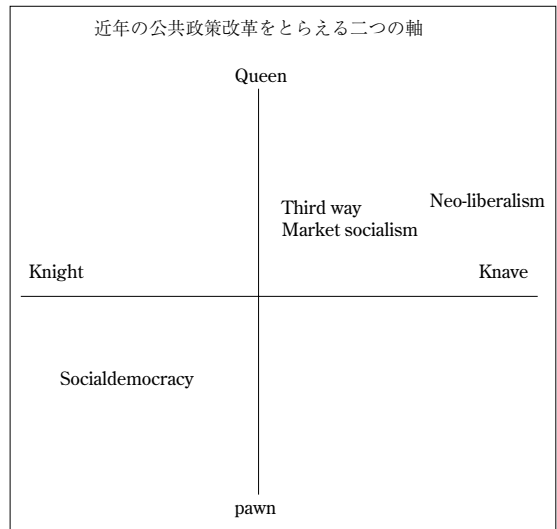 近年の公共政策改革をとらえる二つの軸
Queen
Neo-liberalism
Third way
Market socialism
Knight
Knave
Socialdemocracy
pawn